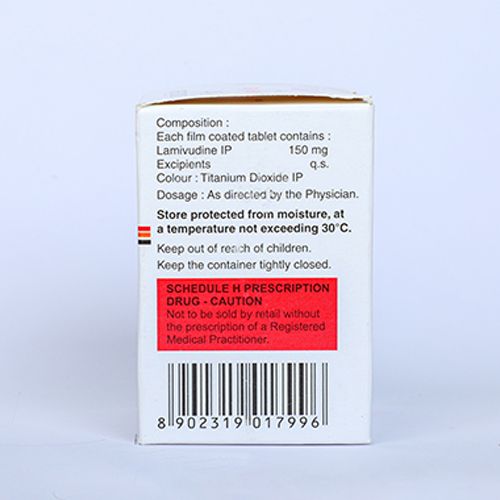 Composition :
Each film coated tablet contains :
Lamivudine IP 150 mg
Excipients q.s.
Colour : Titanium Dioxide IP
Dosage : As directed by the Physician.
Store protected from moisture, at
a temperature not exceeding 30°C.
Keep out of reach of children.
Keep the container tightly closed.
SCHEDULE H PRESCRIPTION
DRUG - CAUTION
Not to be sold by retail without
the prescription of a Registered
Medical Practitioner.
8 902319 017996